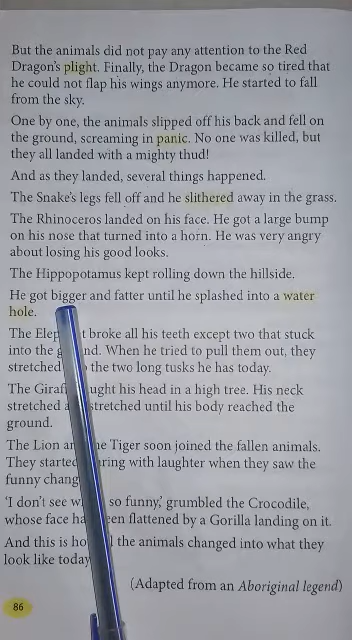 But the animals did not pay any attention to the Red
Dragon's plight. Finally, the Dragon became so tired that
he could not flap his wings anymore. He started to fall
from the sky.
One by one, the animals slipped off his back and fell on
the ground, screaming in panic. No one was killed, but
they all landed with a mighty thud!
And as they landed, several things happened.
The Snake's legs fell off and he slithered away in the grass.
The Rhinoceros landed on his face. He got a large bump
on his nose that turned into a horn. He was very angry
about losing his good looks.
The Hippopotamus kept rolling down the hillside.
He got bigger and fatter until he splashed into a water
hole.
The Elep t broke all his teeth except two that stuck
into the g nd. When he tried to pull them out, they
stretched the two long tusks he has today.
The Giraf ught his head in a high tree. His neck
stretched a stretched until his body reached the
ground.
The Lion an he Tiger soon joined the fallen animals.
They started ring with laughter when they saw the
funny chang
'I don't see w so funny,' grumbled the Crocodile,
whose face ha een flattened by a Gorilla landing on it.
And this is ho l the animals changed into what they
look like today
(Adapted from an Aboriginal legend)
86